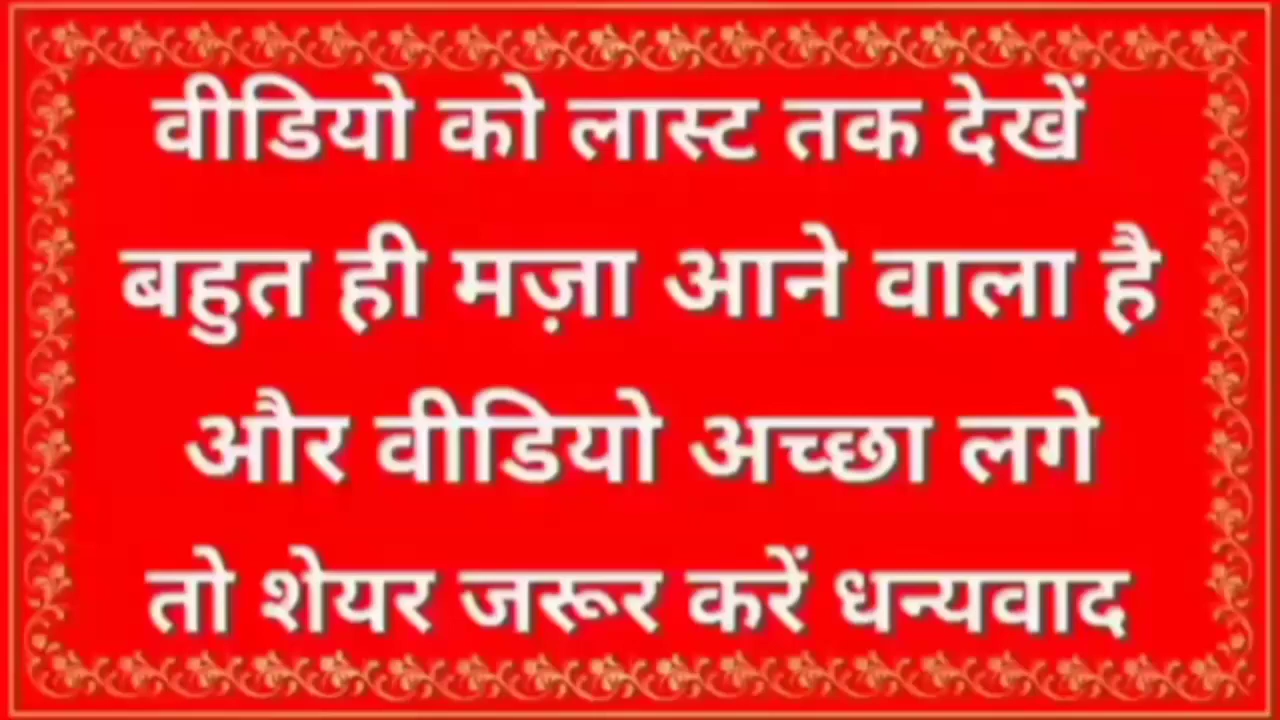 वीडियो को लास्ट तक देखें
बहुत ही मज़ा आने वाला है
और वीडियो अच्छा लगे
तो शेयर जरूर करें धन्यवाद